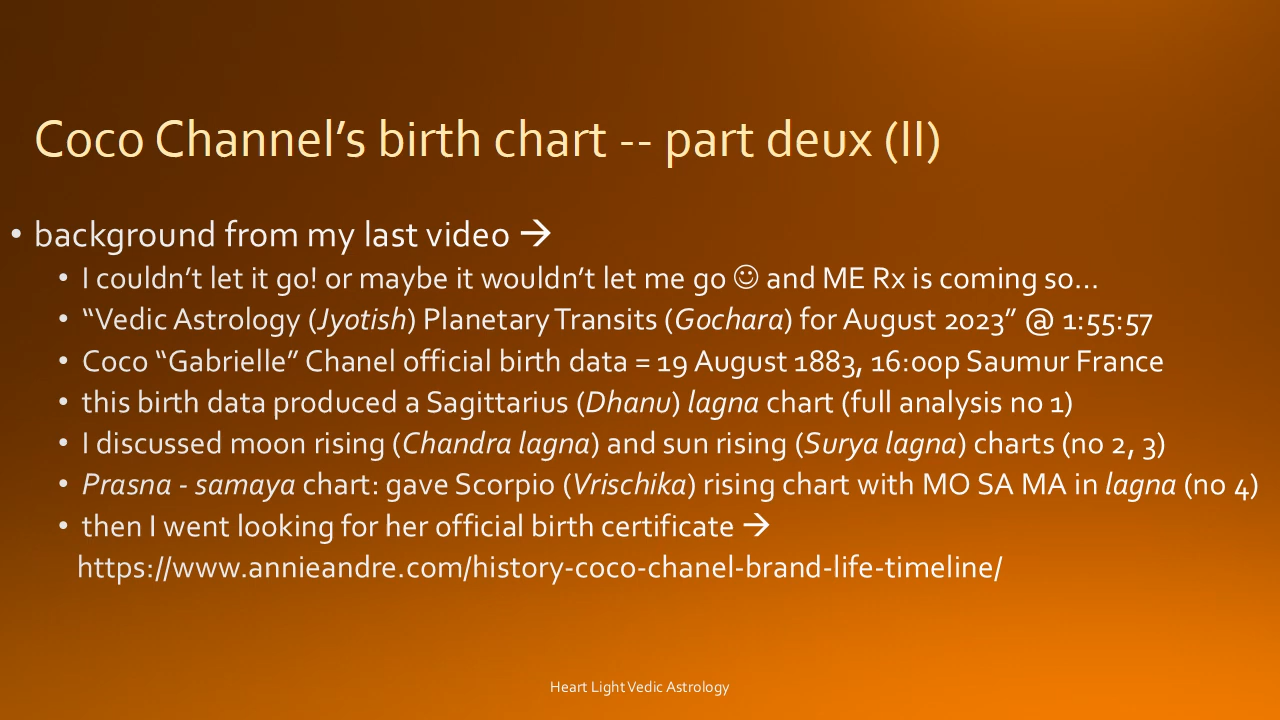 Coco Channel’s birth chart -- part deux (II)
• background from my last video →
• I couldn’t let it go! or maybe it wouldn’t let me go ☺ and ME Rx is coming so…
• “Vedic Astrology (Jyotish) Planetary Transits (Gochara) for August 2023” @ 1:55:57
• Coco “Gabrielle” Chanel official birth data = 19 August 1883, 16:00p Saumur France
• this birth data produced a Sagittarius (Dhanu) lagna chart (full analysis no 1)
• I discussed moon rising (Chandra lagna) and sun rising (Surya lagna) charts (no 2, 3)
• Prasna - samaya chart: gave Scorpio (Vrischika) rising chart with MO SA MA in lagna (no 4)
• then I went looking for her official birth certificate →
https://www.annieandre.com/history-coco-chanel-brand-life-timeline/
Heart Light Vedic Astrology